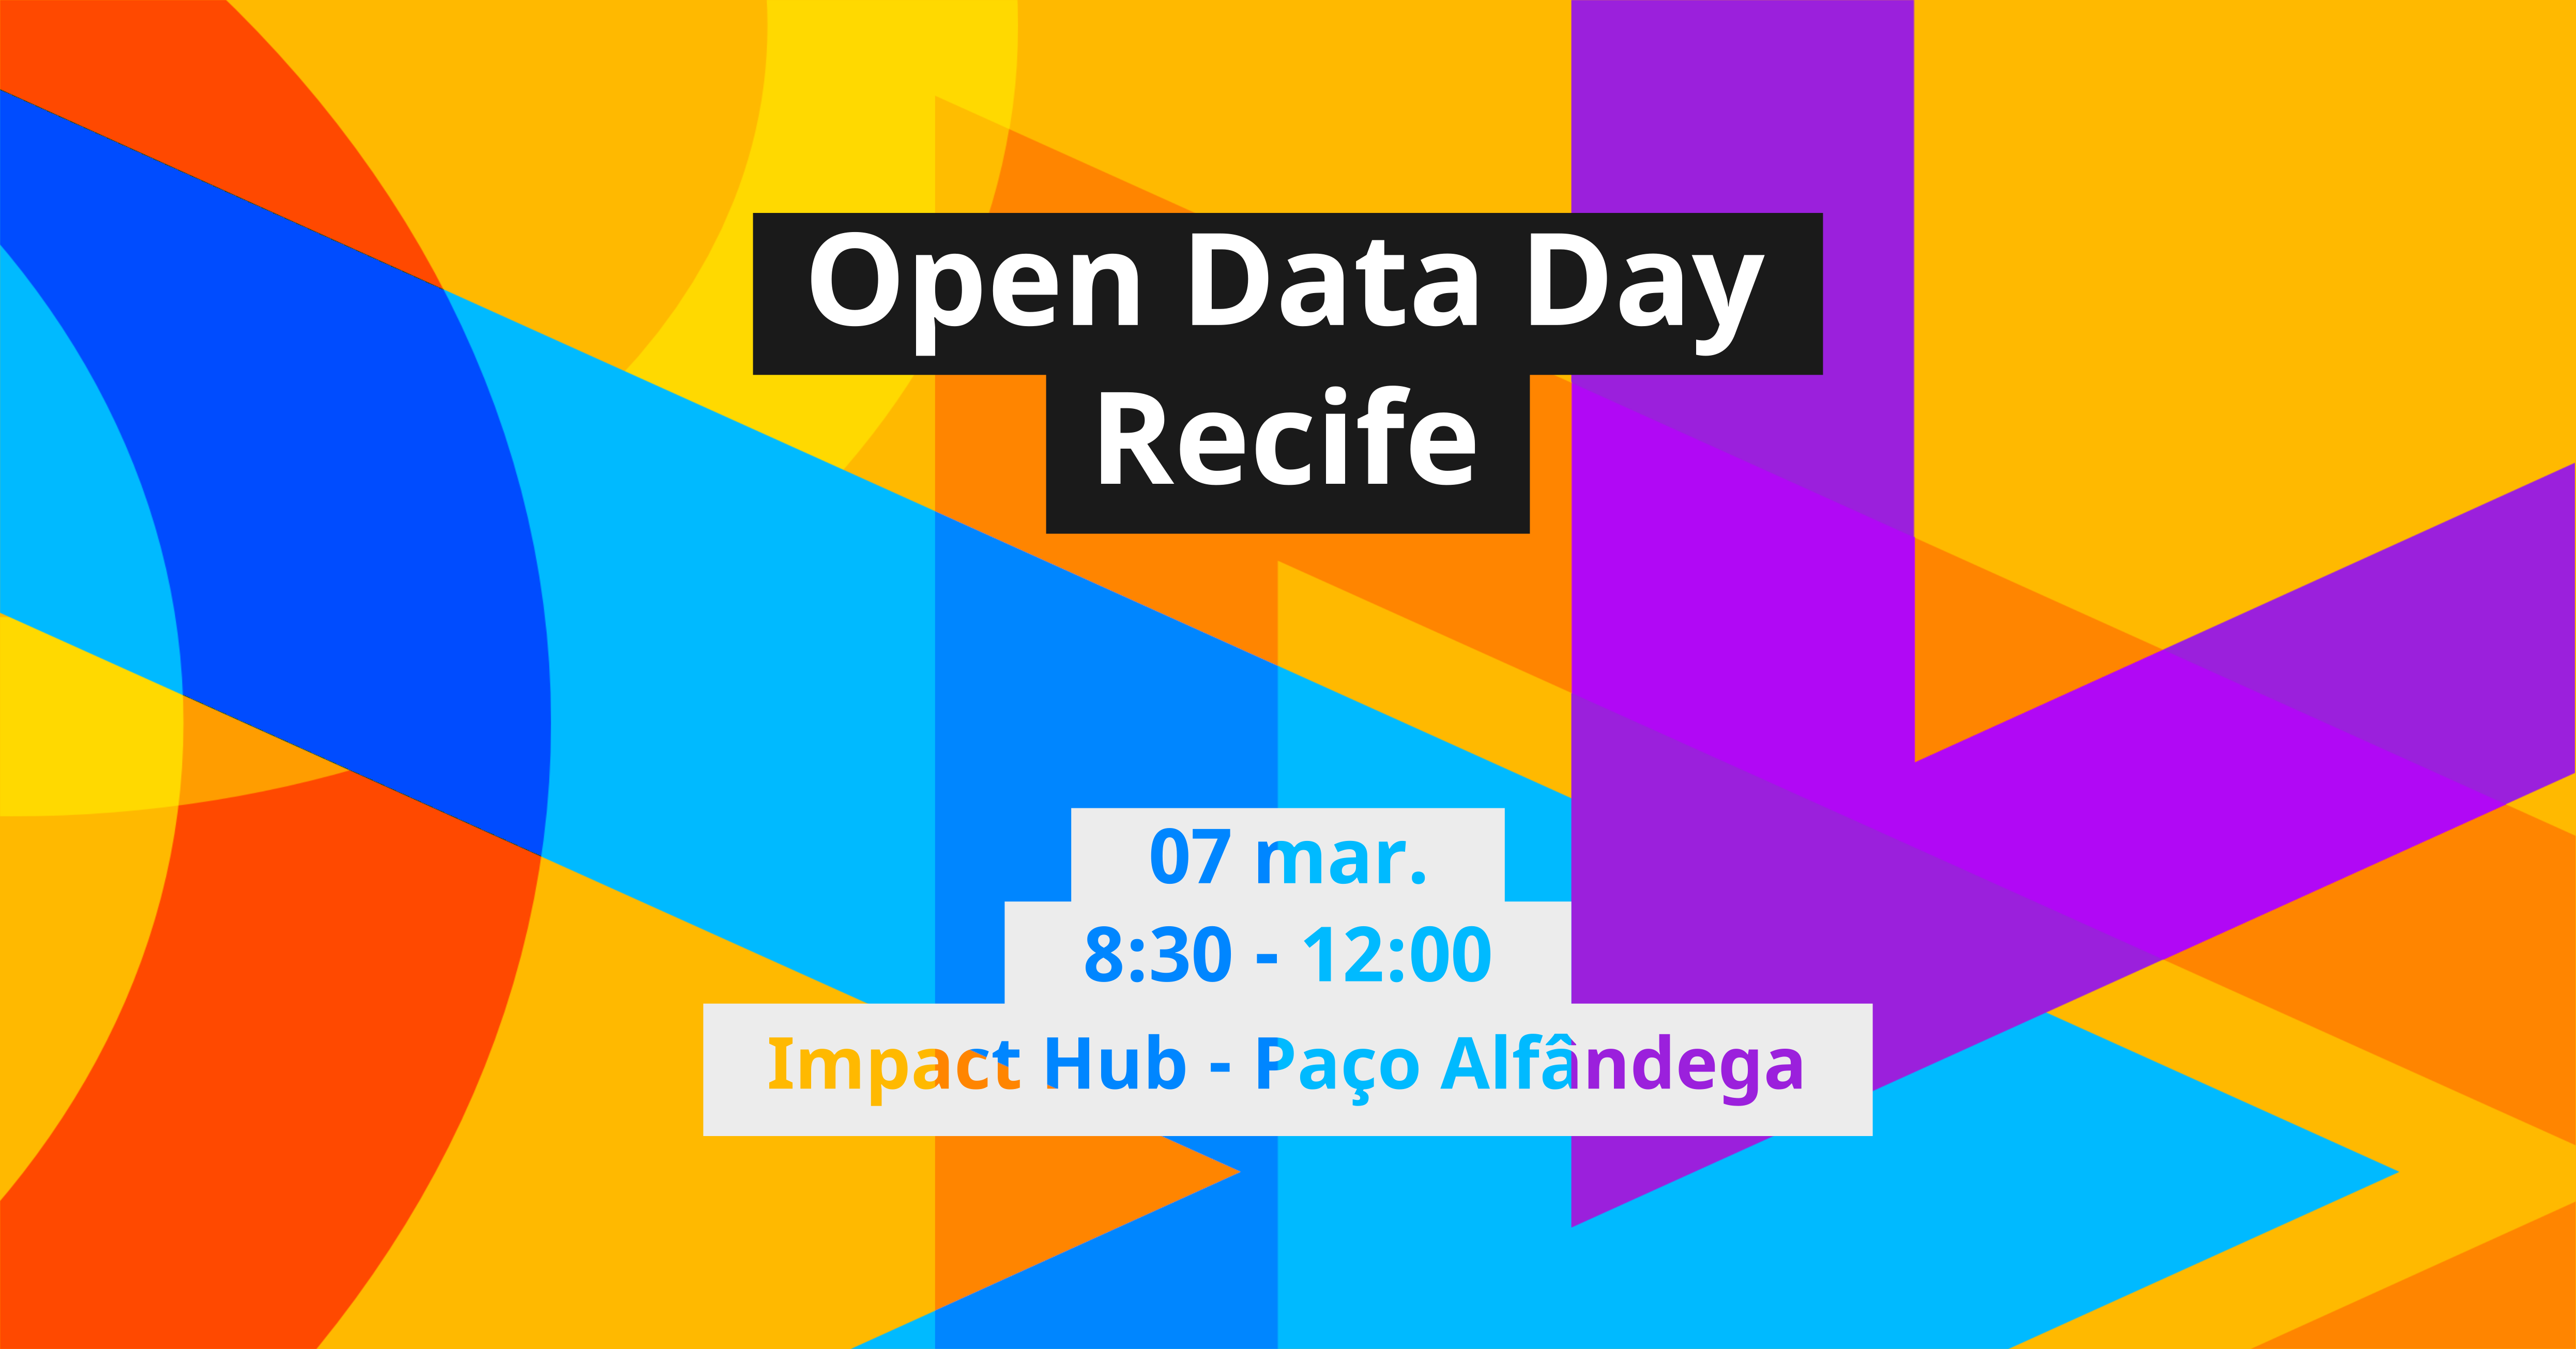 Open Data Day
Recife
07 mar.
8:30 - 12:00
Impact Hub - Paço Alfândega